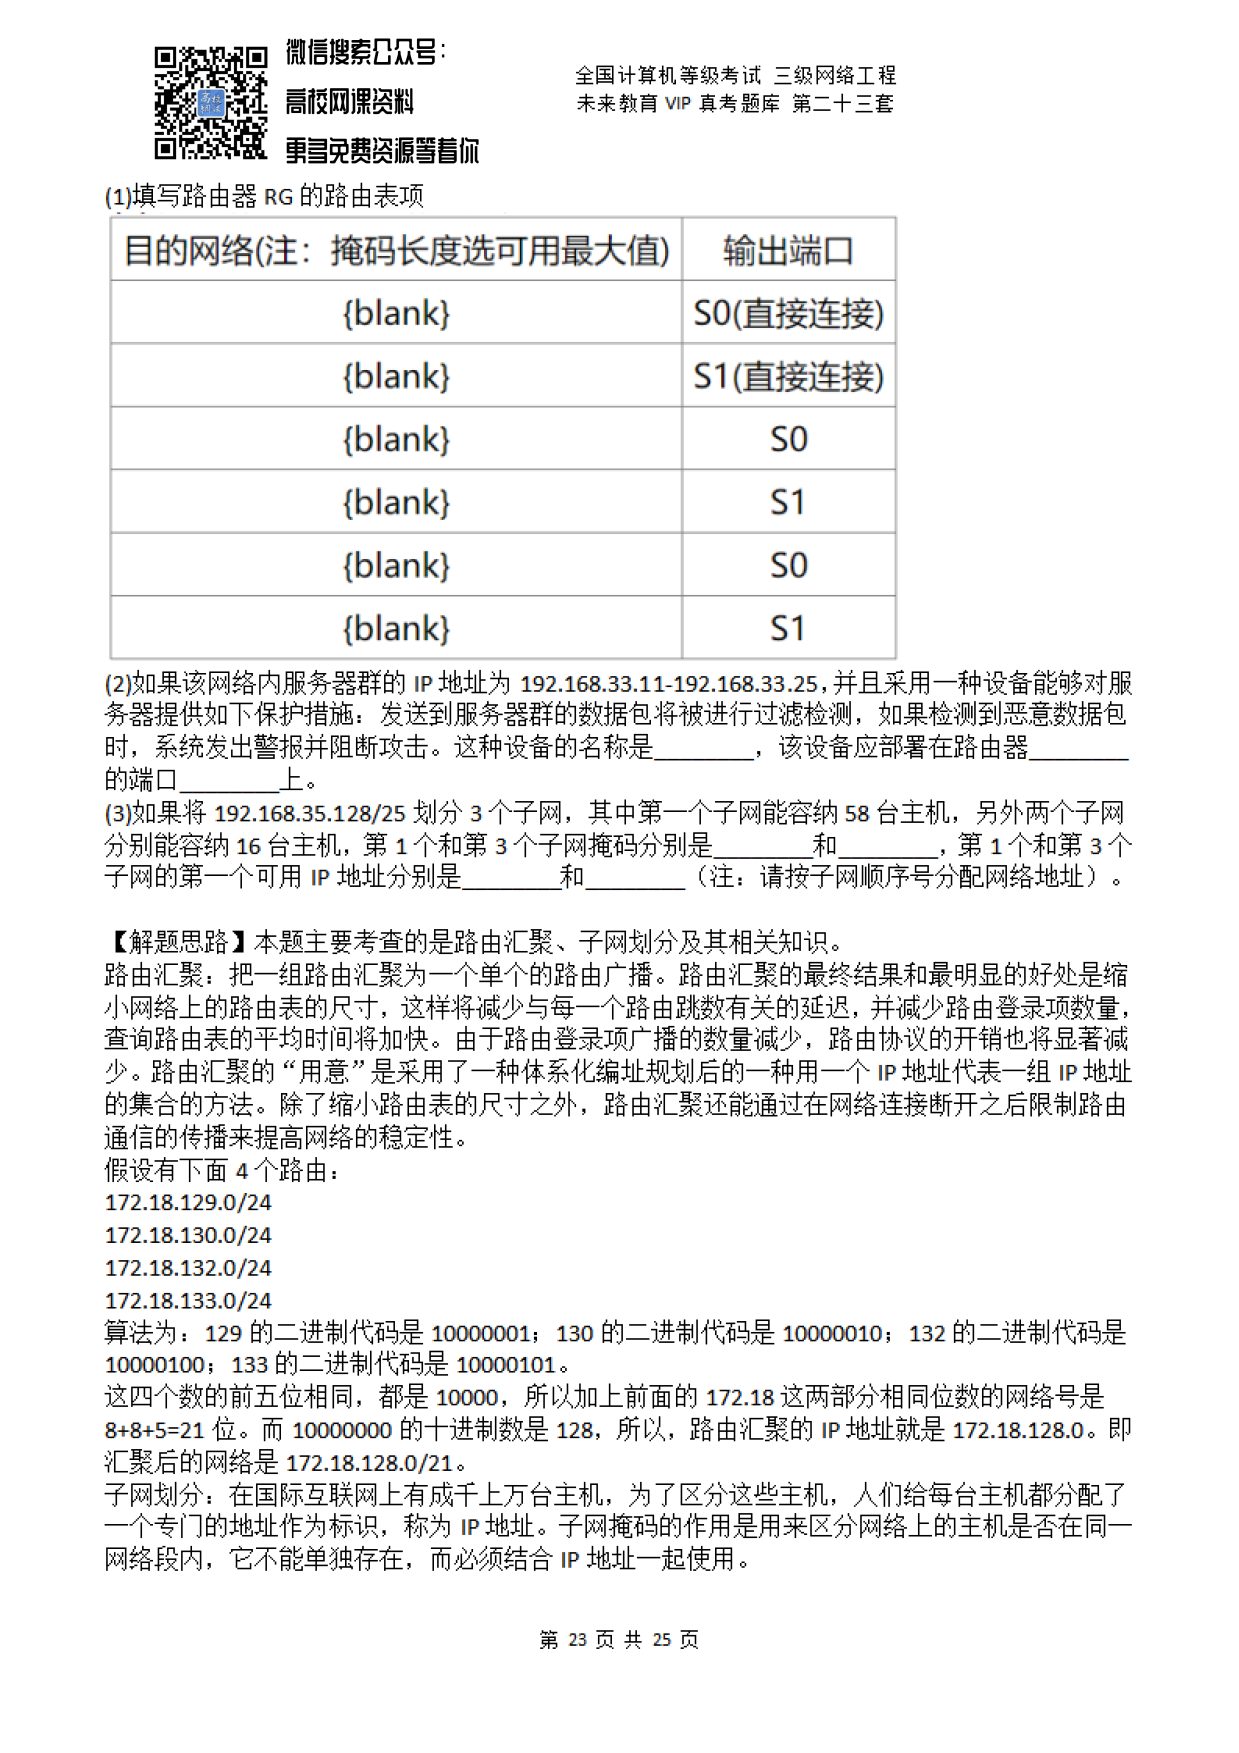 微信搜索公众号：
高校网课资料
更多免费资源等着你
全国计算机等级考试 三级网络工程
未来教育 VIP 真考题库 第二十三套
(1)填写路由器 RG 的路由表项
目的网络(注：掩码长度选可用最大值) 输出端口
{blank} S0(直接连接)
{blank} S1(直接连接)
{blank} S0
{blank} S1
{blank} S0
{blank} S1
(2)如果该网络内服务器群的 IP 地址为 192.168.33.11-192.168.33.25，并且采用一种设备能够对服
务器提供如下保护措施：发送到服务器群的数据包将被进行过滤检测，如果检测到恶意数据包
时，系统发出警报并阻断攻击。这种设备的名称是________，该设备应部署在路由器________
的端口________上。
(3)如果将 192.168.35.128/25 划分 3 个子网，其中第一个子网能容纳 58 台主机，另外两个子网
分别能容纳 16 台主机，第 1 个和第 3 个子网掩码分别是________和________，第 1 个和第 3 个
子网的第一个可用 IP 地址分别是________和________（注：请按子网顺序号分配网络地址）。
【解题思路】本题主要考查的是路由汇聚、子网划分及其相关知识。
路由汇聚：把一组路由汇聚为一个单个的路由广播。路由汇聚的最终结果和最明显的好处是缩
小网络上的路由表的尺寸，这样将减少与每一个路由跳数有关的延迟，并减少路由登录项数量，
查询路由表的平均时间将加快。由于路由登录项广播的数量减少，路由协议的开销也将显著减
少。路由汇聚的“用意”是采用了一种体系化编址规划后的一种用一个 IP 地址代表一组 IP 地址
的集合的方法。除了缩小路由表的尺寸之外，路由汇聚还能通过在网络连接断开之后限制路由
通信的传播来提高网络的稳定性。
假设有下面 4 个路由：
172.18.129.0/24
172.18.130.0/24
172.18.132.0/24
172.18.133.0/24
算法为：129 的二进制代码是 10000001；130 的二进制代码是 10000010；132 的二进制代码是
10000100；133 的二进制代码是 10000101。
这四个数的前五位相同，都是 10000，所以加上前面的 172.18 这两部分相同位数的网络号是
8+8+5=21 位。而 10000000 的十进制数是 128，所以，路由汇聚的 IP 地址就是 172.18.128.0。即
汇聚后的网络是 172.18.128.0/21。
子网划分：在国际互联网上有成千上万台主机，为了区分这些主机，人们给每台主机都分配了
一个专门的地址作为标识，称为 IP 地址。子网掩码的作用是用来区分网络上的主机是否在同一
网络段内，它不能单独存在，而必须结合 IP 地址一起使用。
第 23 页 共 25 页